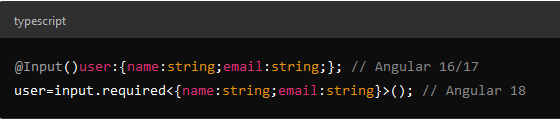 typescript
@Input()user:{name:string;email:string;}; // Angular 16/17
user=input.required<{name:string;email:string}>(); // Angular 18